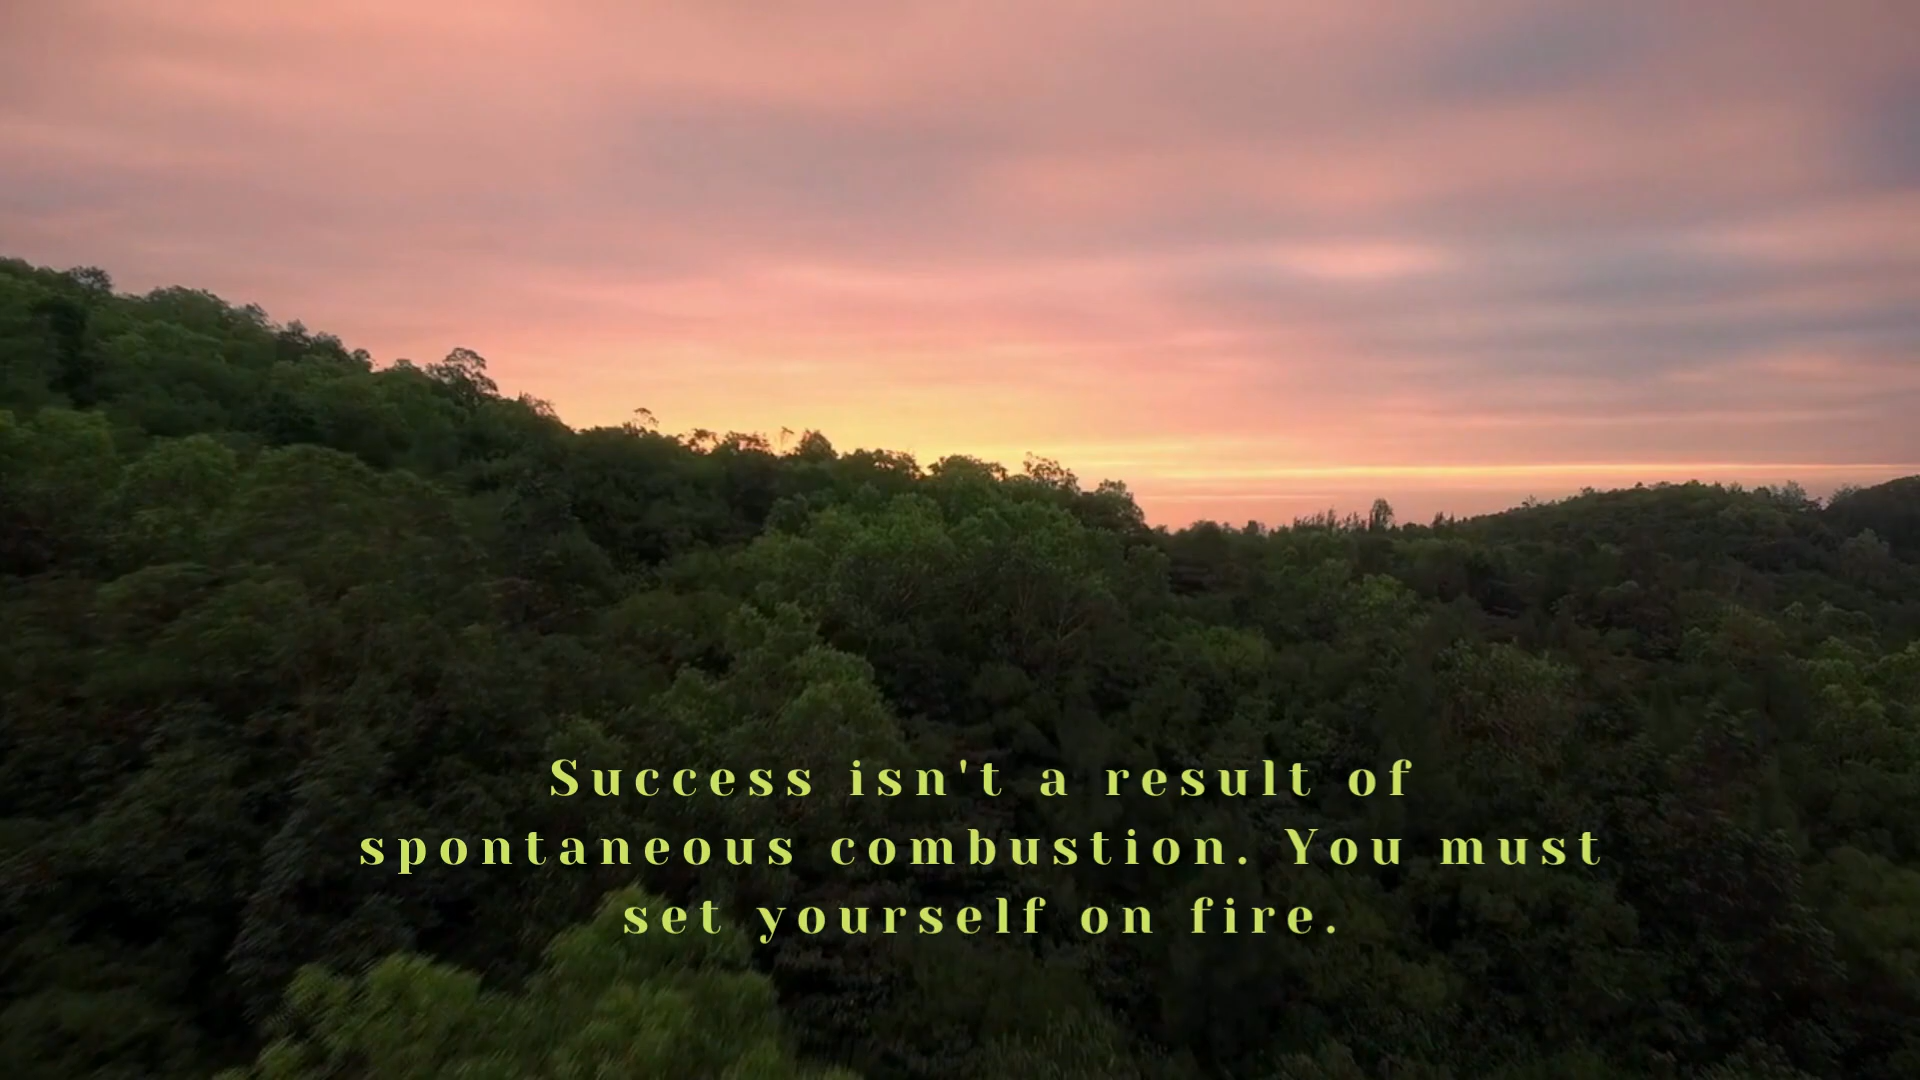 Success isn't a result of
spontaneous combustion. You must
set yourself on fire.